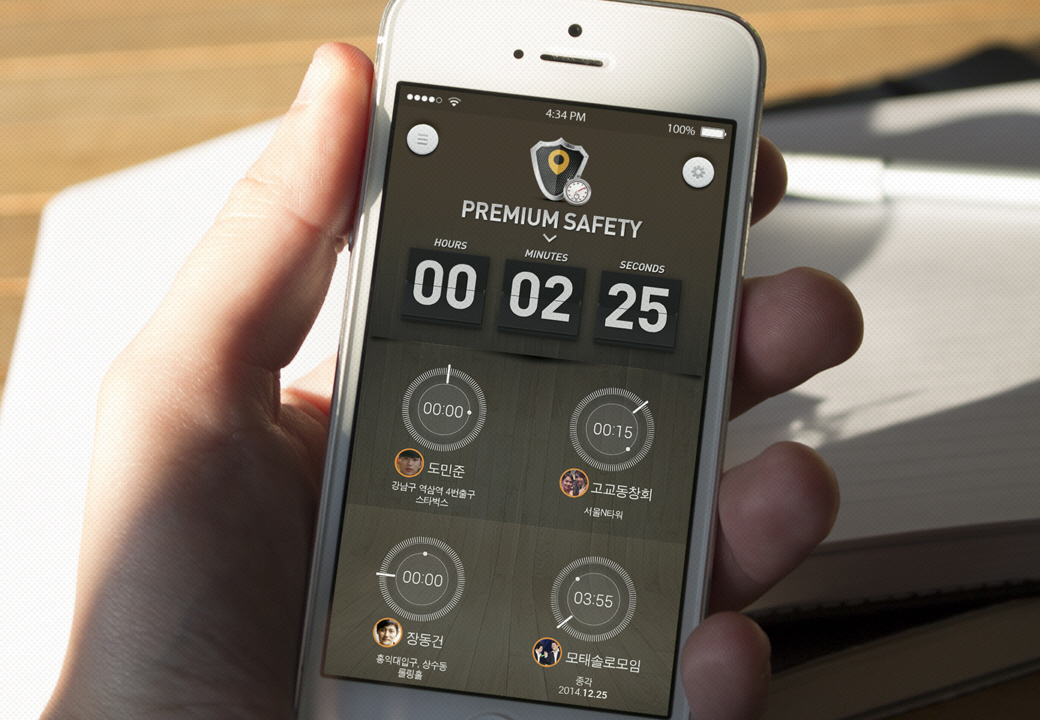 4:34 PM
100%
PREMIUM SAFETY
HOURS
MINUTES
SECONDS
00
02
25
00:00
도민준
강남구 역삼역 4번출구
스타벅스
00:15
고교동창회
서울N타워
00:00
장동건
홍익대입구, 상수동
롤링홀
03:55
모태솔로모임
종각
2014.12.25